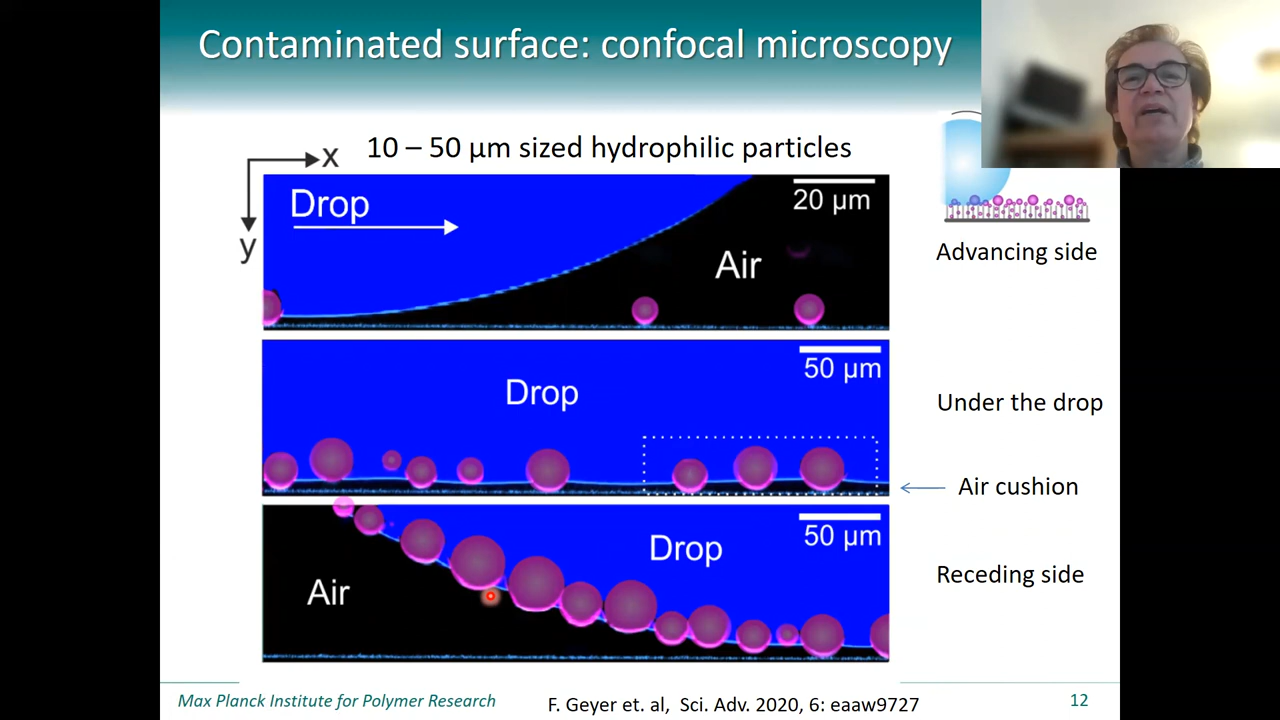 Contaminated surface: confocal microscopy
10 – 50 µm sized hydrophilic particles
x
y
Drop
20 µm
Air
Advancing side
Drop
50 µm
Under the drop
Air cushion
50 µm
Drop
Air
Receding side
Max Planck Institute for Polymer Research
F. Geyer et. al, Sci. Adv. 2020, 6: eaaw9727
12